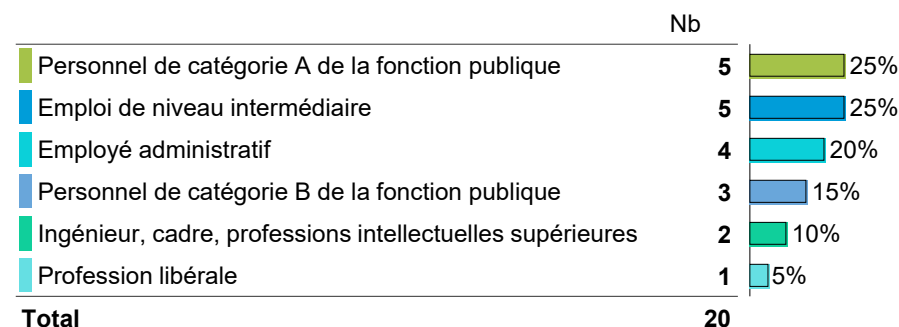 Nb
Personnel de catégorie A de la fonction publique 5 25%
Emploi de niveau intermédiaire 5 25%
Employé administratif 4 20%
Personnel de catégorie B de la fonction publique 3 15%
Ingénieur, cadre, professions intellectuelles supérieures 2 10%
Profession libérale 1 5%
Total 20